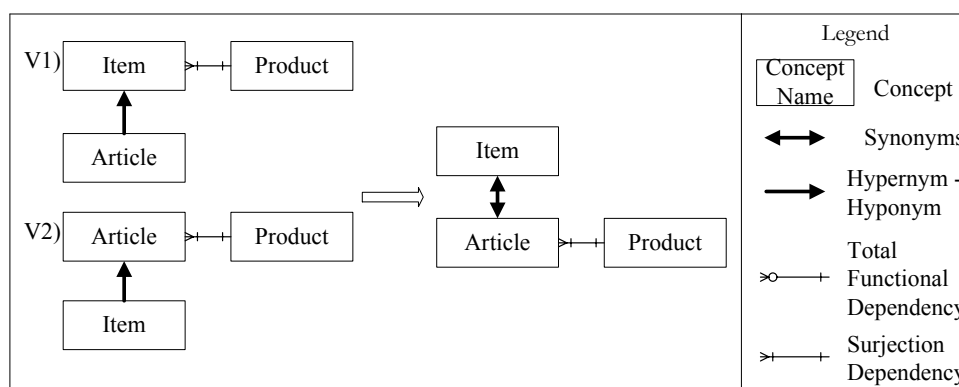 V1)
Item
Product
Article
V2)
Article
Product
Item
Item
Article
Product
Legend
Concept
Name
Concept
Synonyms
Hypernym -
Hyponym
Total
Functional
Dependency
Surjection
Dependency